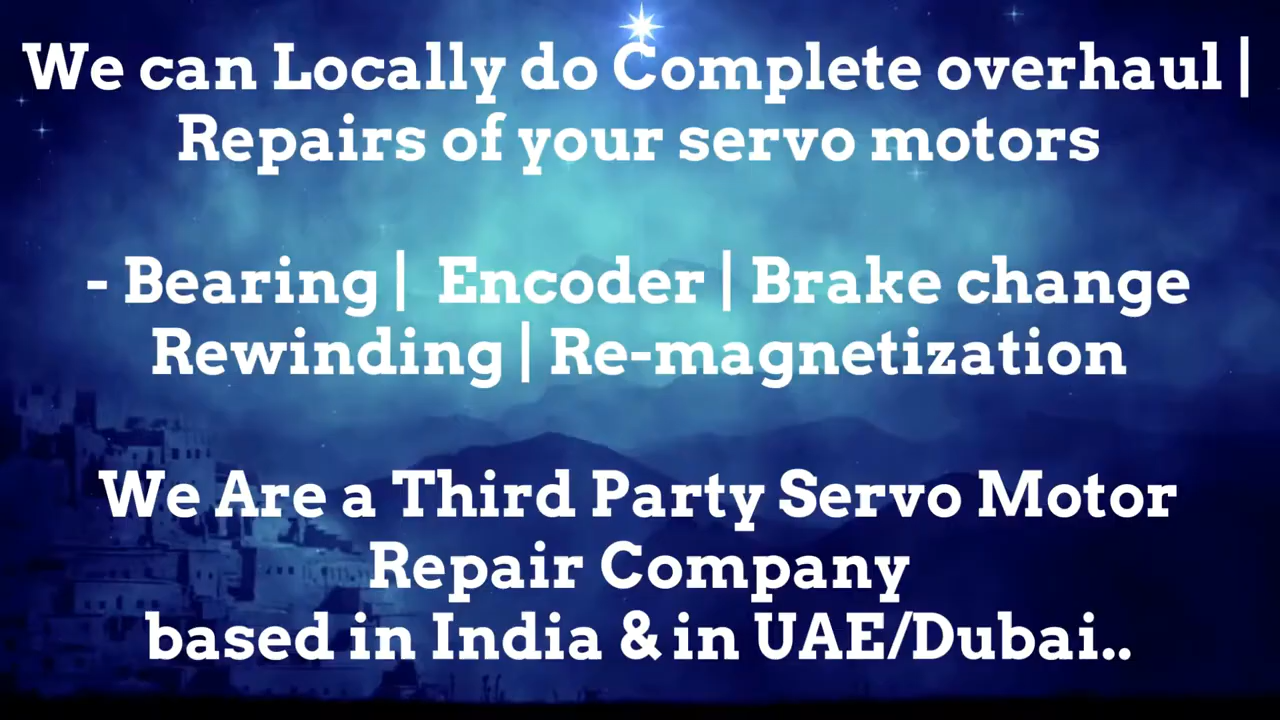 We can Locally do Complete overhaul |
Repairs of your servo motors
- Bearing | Encoder | Brake change
Rewinding | Re-magnetization
We Are a Third Party Servo Motor
Repair Company
based in India & in UAE/Dubai..